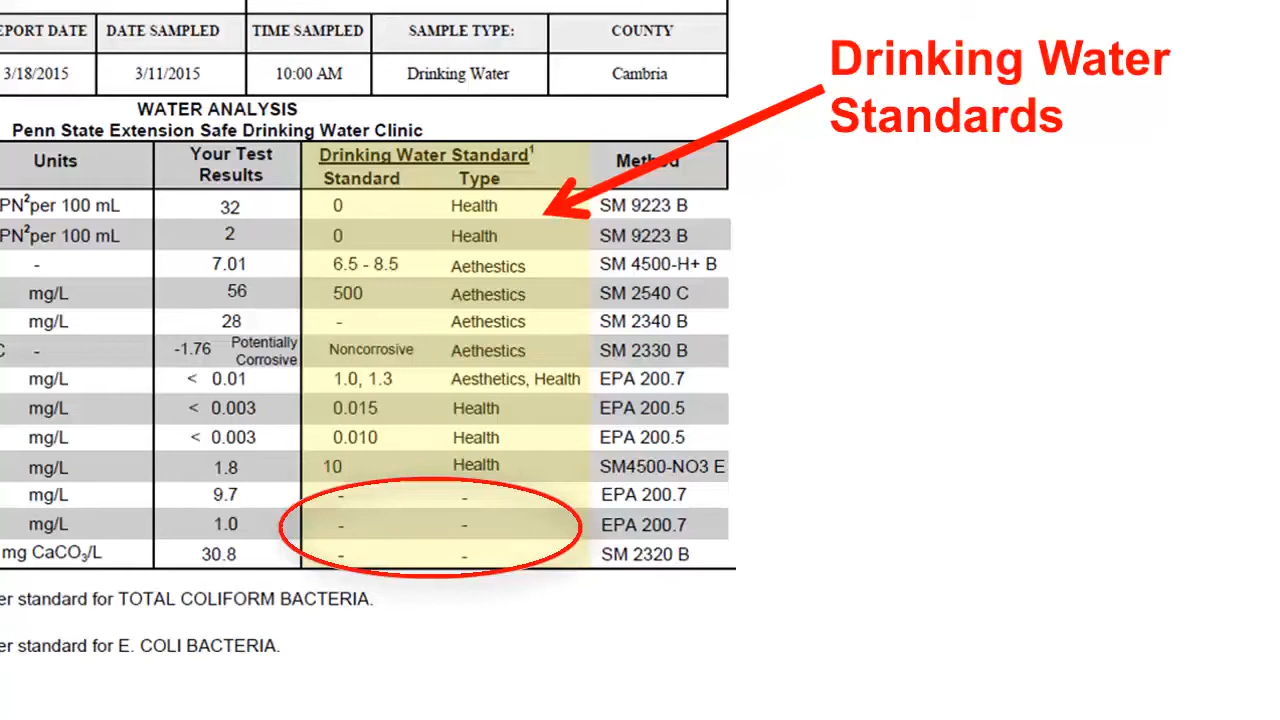 EPORT DATE DATE SAMPLED TIME SAMPLED SAMPLE TYPE: COUNTY
3/18/2015 3/11/2015 10:00 AM Drinking Water Cambria
Drinking Water
Standards
WATER ANALYSIS
Penn State Extension Safe Drinking Water Clinic
Units Your Test Results Drinking Water Standard¹ Standard Type Method
PN²per 100 mL 32 0 Health SM 9223 B
PN²per 100 mL 2 0 Health SM 9223 B
- 7.01 6.5 - 8.5 Aethestics SM 4500-H+ B
mg/L 56 500 Aethestics SM 2540 C
mg/L 28 - Aethestics SM 2340 B
C - -1.76 Potentially Corrosive Noncorrosive Aethestics SM 2330 B
mg/L < 0.01 1.0, 1.3 Aesthetics, Health EPA 200.7
mg/L < 0.003 0.015 Health EPA 200.5
mg/L < 0.003 0.010 Health EPA 200.5
mg/L 1.8 10 Health SM4500-NO3 E
mg/L 9.7 - - EPA 200.7
mg/L 1.0 - - EPA 200.7
mg CaCO₃/L 30.8 - - SM 2320 B
er standard for TOTAL COLIFORM BACTERIA.
er standard for E. COLI BACTERIA.